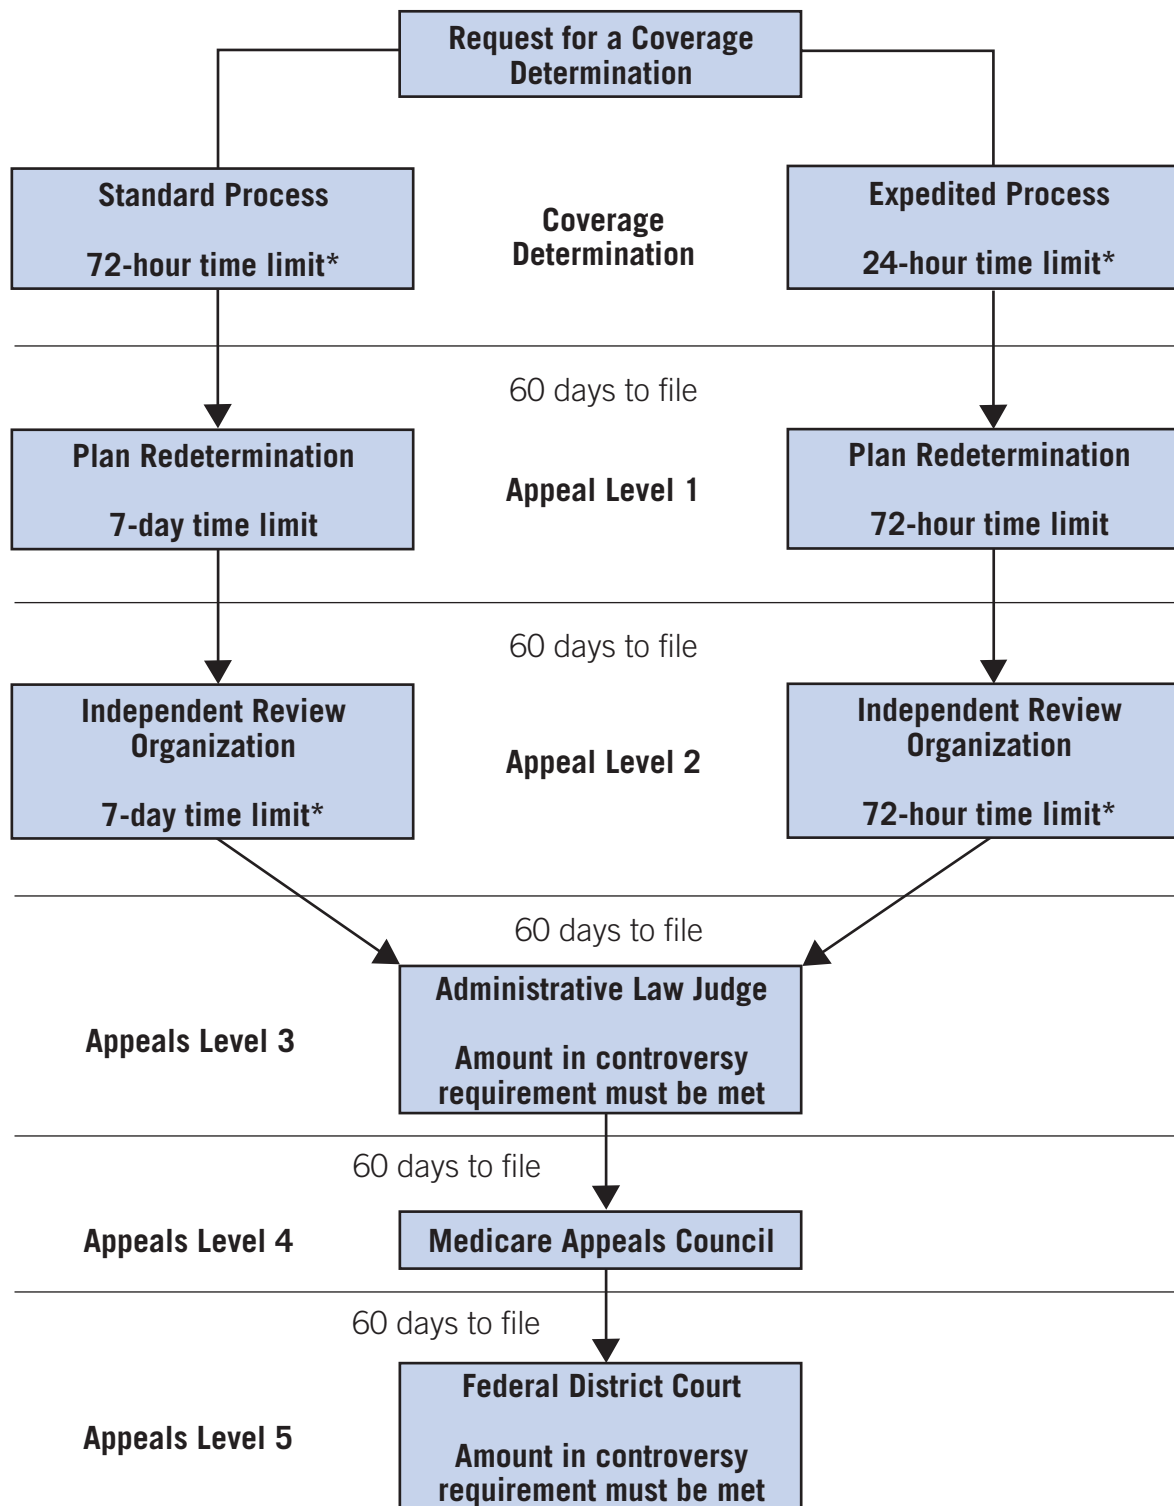 Request for a Coverage
Determination
Standard Process
72-hour time limit*
Coverage
Determination
Expedited Process
24-hour time limit*
60 days to file
Plan Redetermination
7-day time limit
Appeal Level 1
Plan Redetermination
72-hour time limit
60 days to file
Independent Review
Organization
7-day time limit*
Appeal Level 2
Independent Review
Organization
72-hour time limit*
60 days to file
Appeals Level 3
Administrative Law Judge
Amount in controversy
requirement must be met
60 days to file
Appeals Level 4
Medicare Appeals Council
60 days to file
Appeals Level 5
Federal District Court
Amount in controversy
requirement must be met